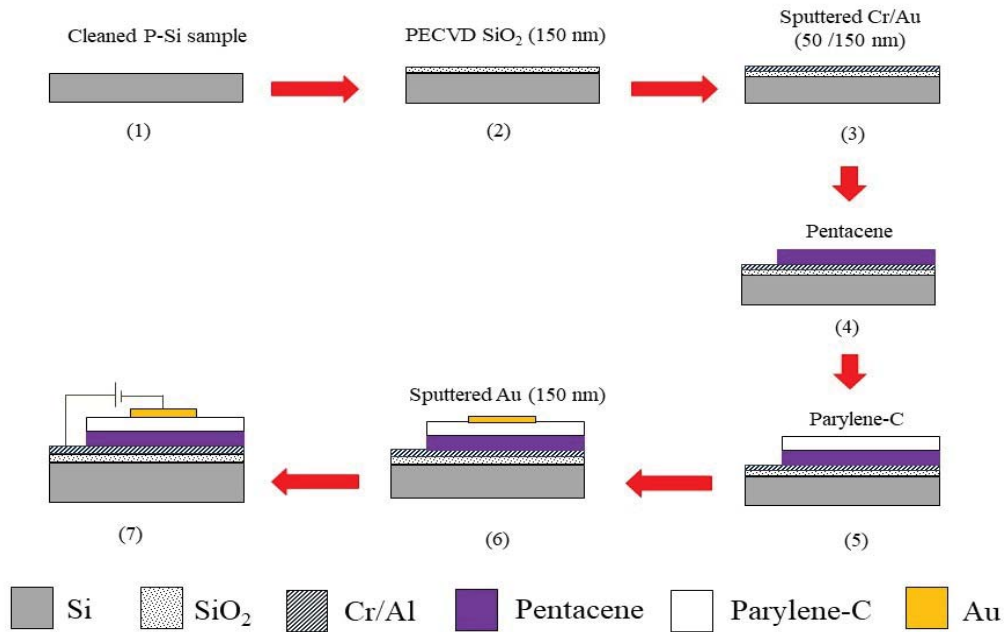 Cleaned P-Si sample
(1)
PECVD SiO₂ (150 nm)
(2)
Sputtered Cr/Au
(50 /150 nm)
(3)
Pentacene
(4)
Parylene-C
(5)
Sputtered Au (150 nm)
(6)
(7)
Si
SiO₂
Cr/Al
Pentacene
Parylene-C
Au